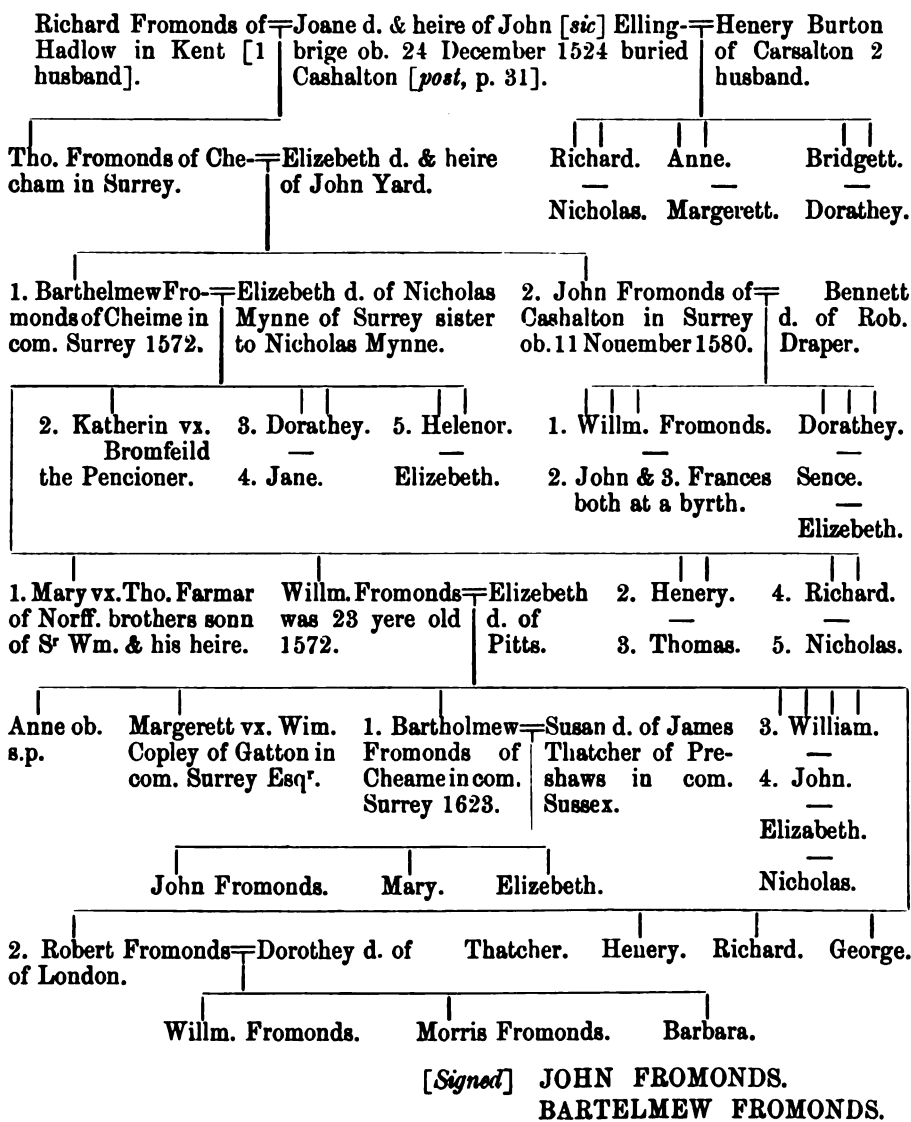 Richard Fromonds of Hadlow in Kent [1 husband].
Joane d. & heire of John [sic] Ellingbrige ob. 24 December 1524 buried Cashalton [post, p. 31].
Henery Burton of Carsalton 2 husband.
Tho. Fromonds of Checham in Surrey.
Elizebeth d. & heire of John Yard.
Richard.
Nicholas.
Anne.
Margerett.
Bridgett.
Dorathey.
1. Barthelmew Fromonds of Cheime in com. Surrey 1572.
Elizebeth d. of Nicholas Mynne of Surrey sister to Nicholas Mynne.
2. John Fromonds of Cashalton in Surrey ob. 11 Nouember 1580.
Bennett d. of Rob. Draper.
2. Katherin vx. Bromfeild the Pencioner.
3. Dorathey.
4. Jane.
5. Helenor.
Elizebeth.
1. Willm. Fromonds.
2. John & 3. Frances both at a byrth.
Dorathey.
Sence.
Elizebeth.
1. Mary vx. Tho. Farmar of Norff. brothers sonn of Sr Wm. & his heire.
Willm. Fromonds was 23 yere old 1572.
Elizebeth d. of Pitts.
2. Henery.
3. Thomas.
4. Richard.
5. Nicholas.
Anne ob. s.p.
Margerett vx. Wim. Copley of Gatton in com. Surrey Esqr.
1. Bartholmew Fromonds of Cheame in com. Surrey 1623.
Susan d. of James Thatcher of Preshaws in com. Sussex.
3. William.
4. John.
Elizabeth.
Nicholas.
John Fromonds.
Mary.
Elizebeth.
2. Robert Fromonds of London.
Dorothey d. of Thatcher.
Henery.
Richard.
George.
Willm. Fromonds.
Morris Fromonds.
Barbara.
[Signed] JOHN FROMONDS.
BARTELMEW FROMONDS.